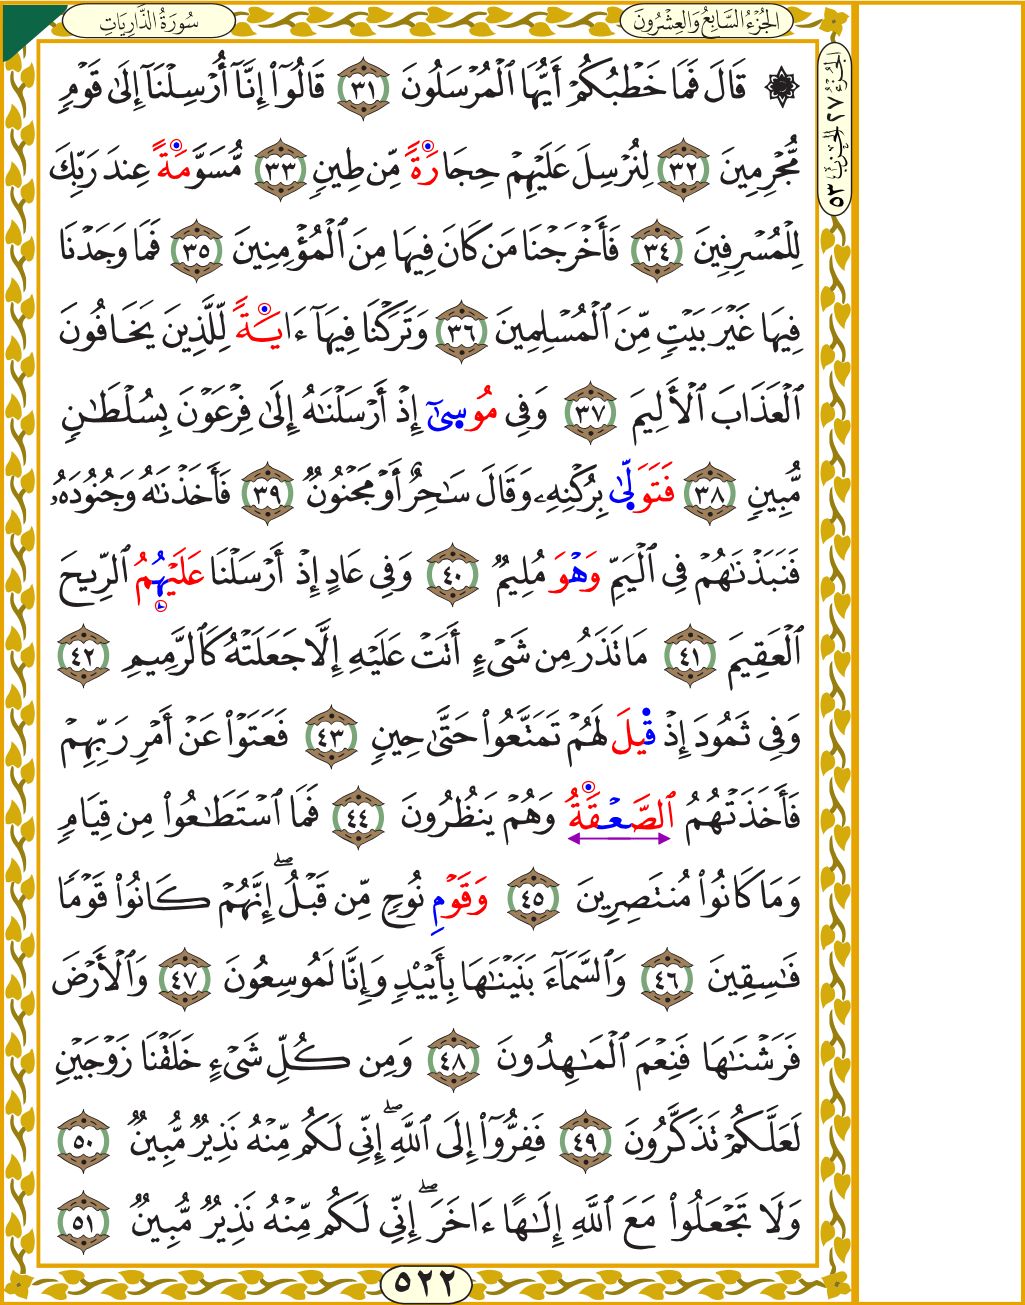 سُورَةُ الذَّارِيَاتِ
الجُزْءُ السَّابِعُ وَالعِشْرُونَ
الجُزْءُ ٢٧ الحِزْبُ ٥٣
۞ قَالَ فَمَا خَطْبُكُمْ أَيُّهَا ٱلْمُرْسَلُونَ ٣١ قَالُوٓا۟ إِنَّآ أُرْسِلْنَآ إِلَىٰ قَوْمٍ
مُّجْرِمِينَ ٣٢ لِنُرْسِلَ عَلَيْهِمْ حِجَارَةً مِّن طِينٍ ٣٣ مُّسَوَّمَةً عِندَ رَبِّكَ
لِلْمُسْرِفِينَ ٣٤ فَأَخْرَجْنَا مَن كَانَ فِيهَا مِنَ ٱلْمُؤْمِنِينَ ٣٥ فَمَا وَجَدْنَا
فِيهَا غَيْرَ بَيْتٍ مِّنَ ٱلْمُسْلِمِينَ ٣٦ وَتَرَكْنَا فِيهَآ ءَايَةً لِّلَّذِينَ يَخَافُونَ
ٱلْعَذَابَ ٱلْأَلِيمَ ٣٧ وَفِى مُوسِىٰٓ إِذْ أَرْسَلْنَٰهُ إِلَىٰ فِرْعَوْنَ بِسُلْطَٰنٍ
مُّبِينٍ ٣٨ فَتَوَلِّىٰ بِرُكْنِهِۦ وَقَالَ سَٰحِرٌ أَوْ مَجْنُونٌ ٣٩ فَأَخَذْنَٰهُ وَجُنُودَهُۥ
فَنَبَذْنَٰهُمْ فِى ٱلْيَمِّ وَهْوَ مُلِيمٌ ٤٠ وَفِى عَادٍ إِذْ أَرْسَلْنَا عَلَيْهِمُ ٱلرِّيحَ
ٱلْعَقِيمَ ٤١ مَا تَذَرُ مِن شَىْءٍ أَتَتْ عَلَيْهِ إِلَّا جَعَلَتْهُ كَٱلرَّمِيمِ ٤٢
وَفِى ثَمُودَ إِذْ قِيلَ لَهُمْ تَمَتَّعُوا۟ حَتَّىٰ حِينٍ ٤٣ فَعَتَوْا۟ عَنْ أَمْرِ رَبِّهِمْ
فَأَخَذَتْهُمُ ٱلصَّعْقَةُ وَهُمْ يَنظُرُونَ ٤٤ فَمَا ٱسْتَطَٰعُوا۟ مِن قِيَامٍ
وَمَا كَانُوا۟ مُنتَصِرِينَ ٤٥ وَقَوْمِ نُوحٍ مِّن قَبْلُ ۖ إِنَّهُمْ كَانُوا۟ قَوْمًا
فَٰسِقِينَ ٤٦ وَٱلسَّمَآءَ بَنَيْنَٰهَا بِأَيْي۟دٍ وَإِنَّا لَمُوسِعُونَ ٤٧ وَٱلْأَرْضَ
فَرَشْنَٰهَا فَنِعْمَ ٱلْمَٰهِدُونَ ٤٨ وَمِن كُلِّ شَىْءٍ خَلَقْنَا زَوْجَيْنِ
لَعَلَّكُمْ تَذَكَّرُونَ ٤٩ فَفِرُّوٓا۟ إِلَى ٱللَّهِ ۖ إِنِّى لَكُم مِّنْهُ نَذِيرٌ مُّبِينٌ ٥٠
وَلَا تَجْعَلُوا۟ مَعَ ٱللَّهِ إِلَٰهًا ءَاخَرَ ۖ إِنِّى لَكُم مِّنْهُ نَذِيرٌ مُّبِينٌ ٥١
٥٢٢